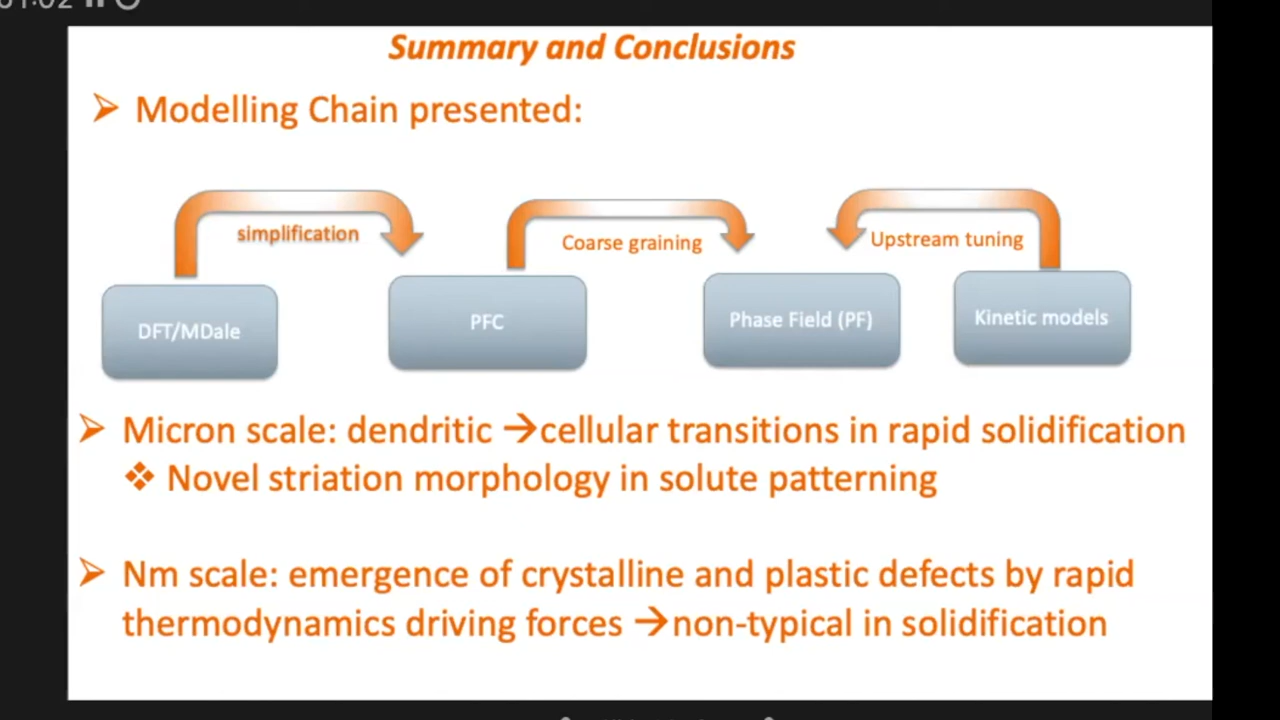 Summary and Conclusions
➢ Modelling Chain presented:
simplification
Coarse graining
Upstream tuning
DFT/MDale
PFC
Phase Field (PF)
Kinetic models
➢ Micron scale: dendritic →cellular transitions in rapid solidification
❖ Novel striation morphology in solute patterning
➢ Nm scale: emergence of crystalline and plastic defects by rapid
thermodynamics driving forces →non-typical in solidification